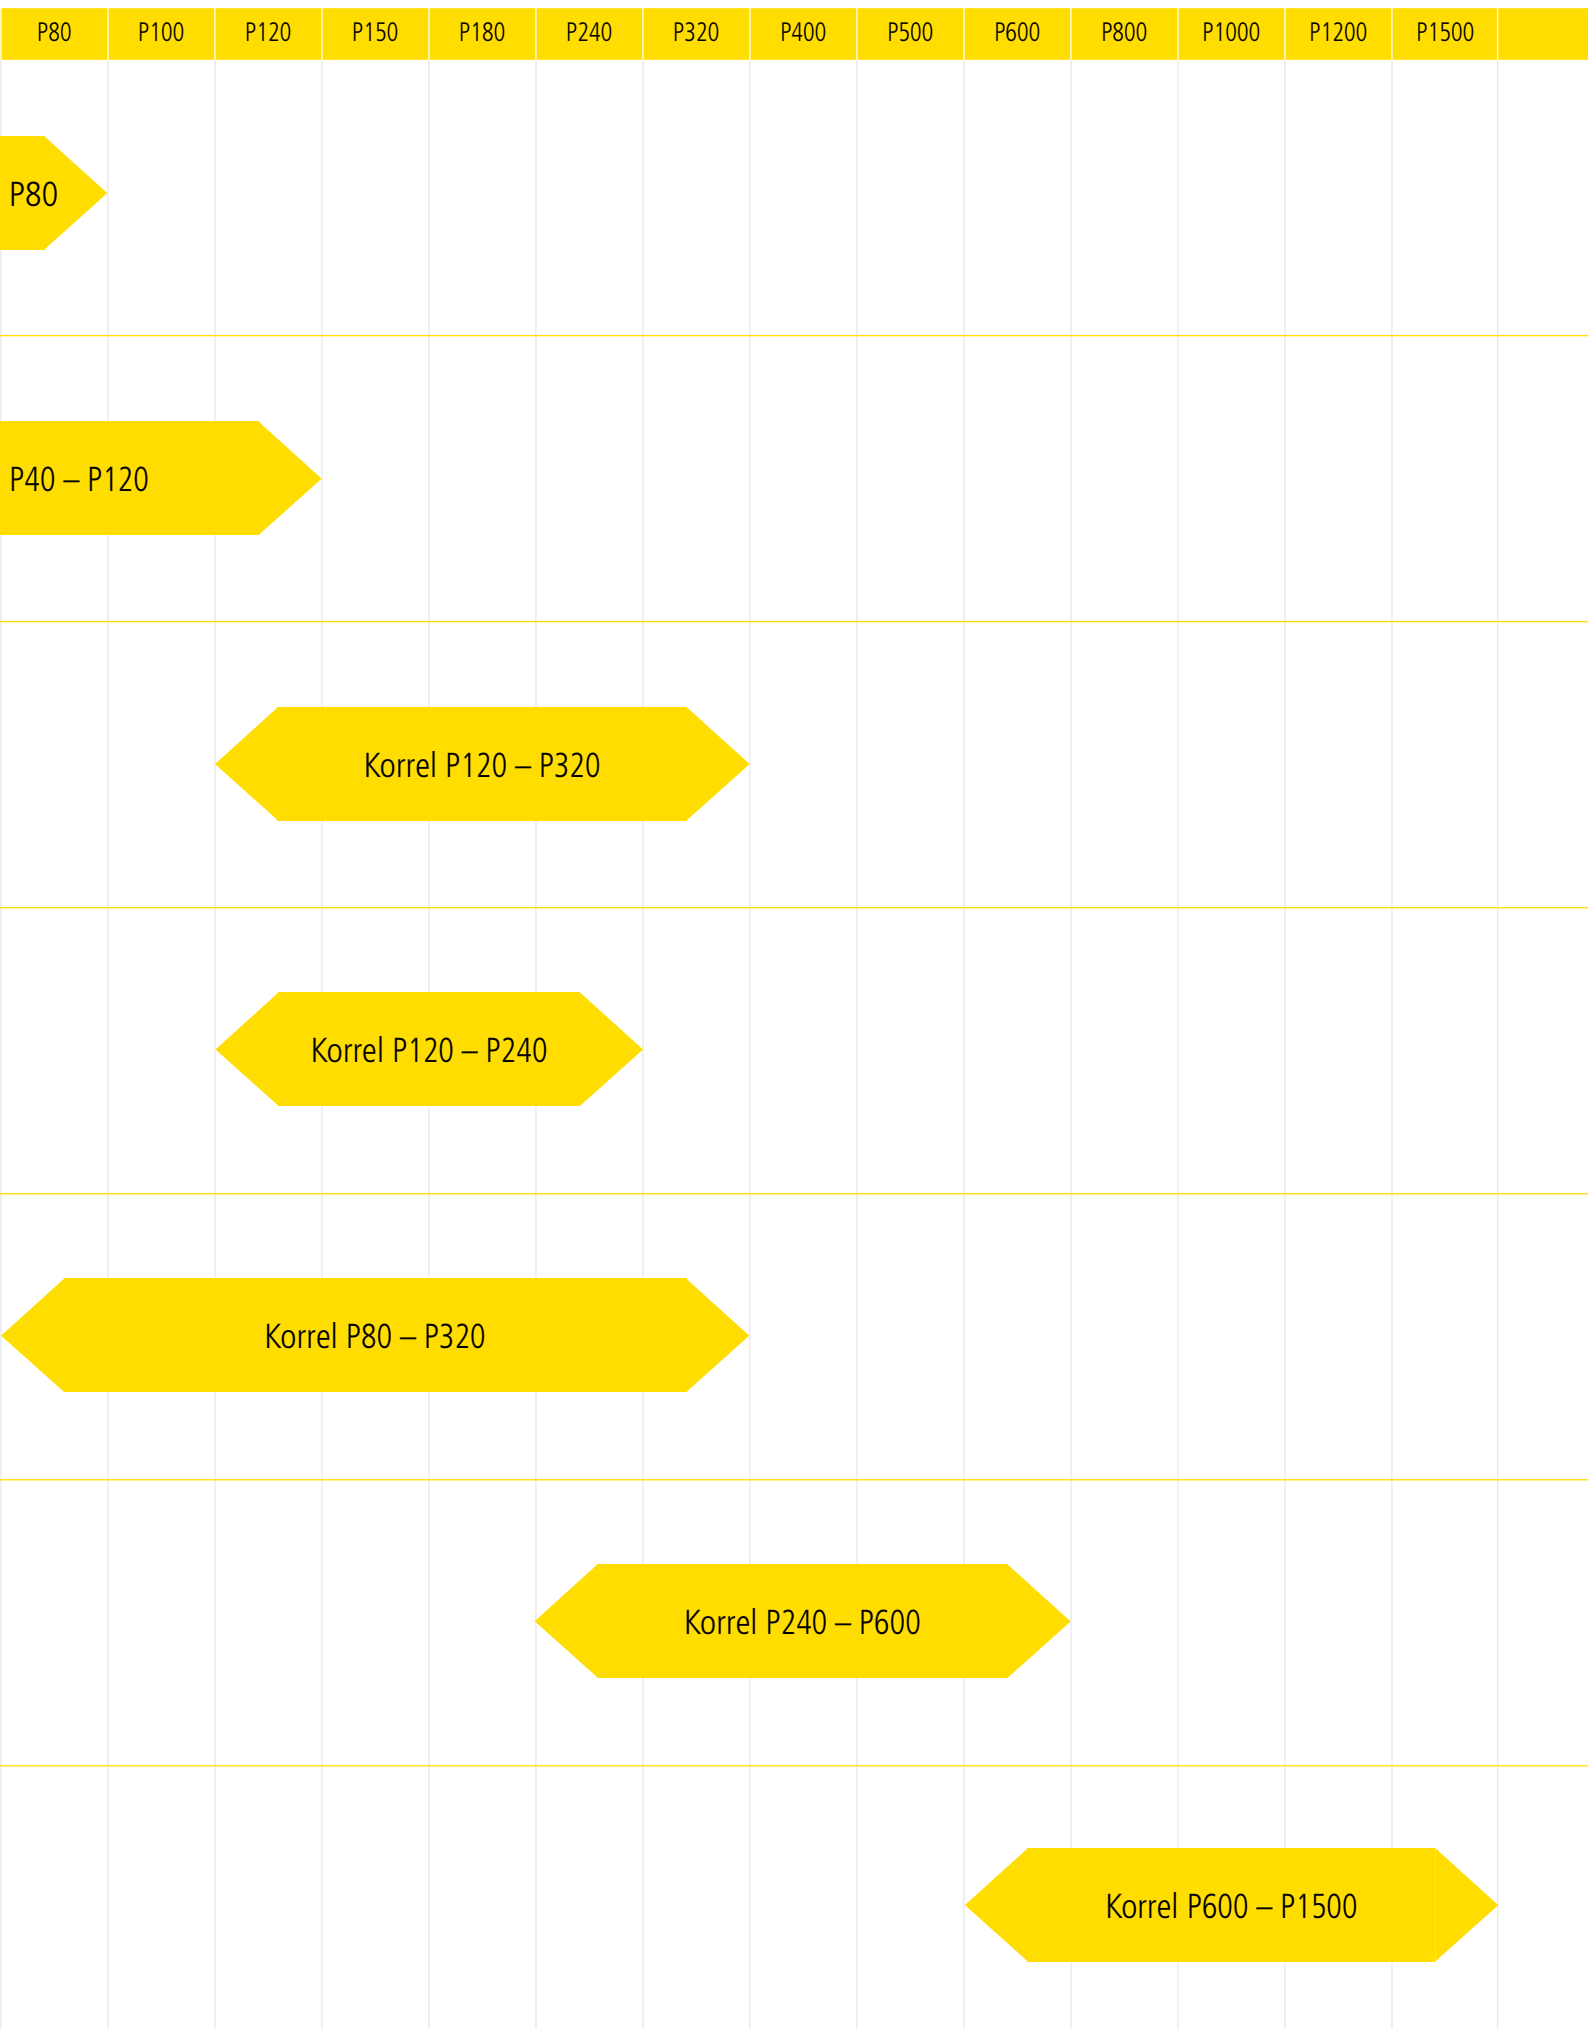 P80 P100 P120 P150 P180 P240 P320 P400 P500 P600 P800 P1000 P1200 P1500
P80
P40 – P120
Korrel P120 – P320
Korrel P120 – P240
Korrel P80 – P320
Korrel P240 – P600
Korrel P600 – P1500